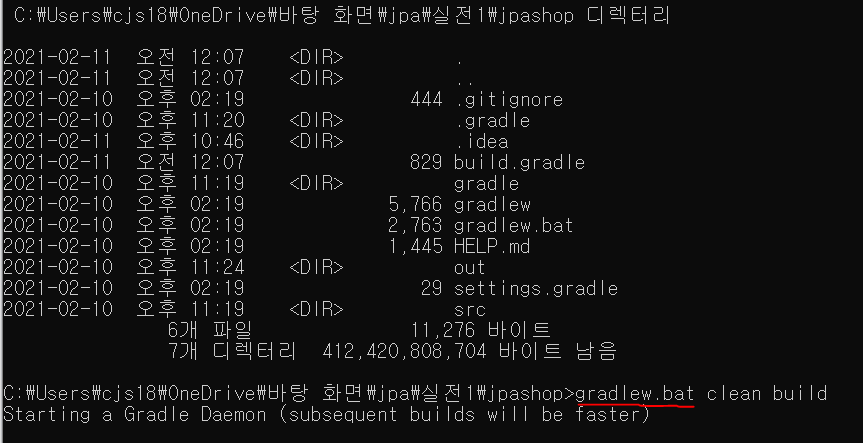 C:\Users\cjs18\OneDrive\바탕 화면\jpa\실전1\jpashop 디렉터리
2021-02-11 오전 12:07 <DIR> .
2021-02-11 오전 12:07 <DIR> ..
2021-02-10 오후 02:19 444 .gitignore
2021-02-10 오후 11:20 <DIR> .gradle
2021-02-11 오후 10:46 <DIR> .idea
2021-02-11 오전 12:07 829 build.gradle
2021-02-10 오후 11:19 <DIR> gradle
2021-02-10 오후 02:19 5,766 gradlew
2021-02-10 오후 02:19 2,763 gradlew.bat
2021-02-10 오후 02:19 1,445 HELP.md
2021-02-10 오후 11:24 <DIR> out
2021-02-10 오후 02:19 29 settings.gradle
2021-02-10 오후 11:19 <DIR> src
6개 파일 11,276 바이트
7개 디렉터리 412,420,808,704 바이트 남음
C:\Users\cjs18\OneDrive\바탕 화면\jpa\실전1\jpashop>gradlew.bat clean build
Starting a Gradle Daemon (subsequent builds will be faster)